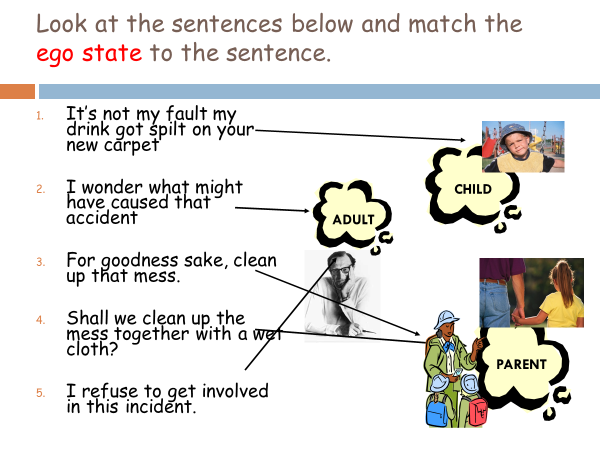 Look at the sentences below and match the
ego state to the sentence.
1. It's not my fault my
drink got spilt on your
new carpet
2. I wonder what might
have caused that
accident
3. For goodness sake, clean
up that mess.
4. Shall we clean up the
mess together with a wet
cloth?
5. I refuse to get involved
in this incident.
CHILD
ADULT
PARENT